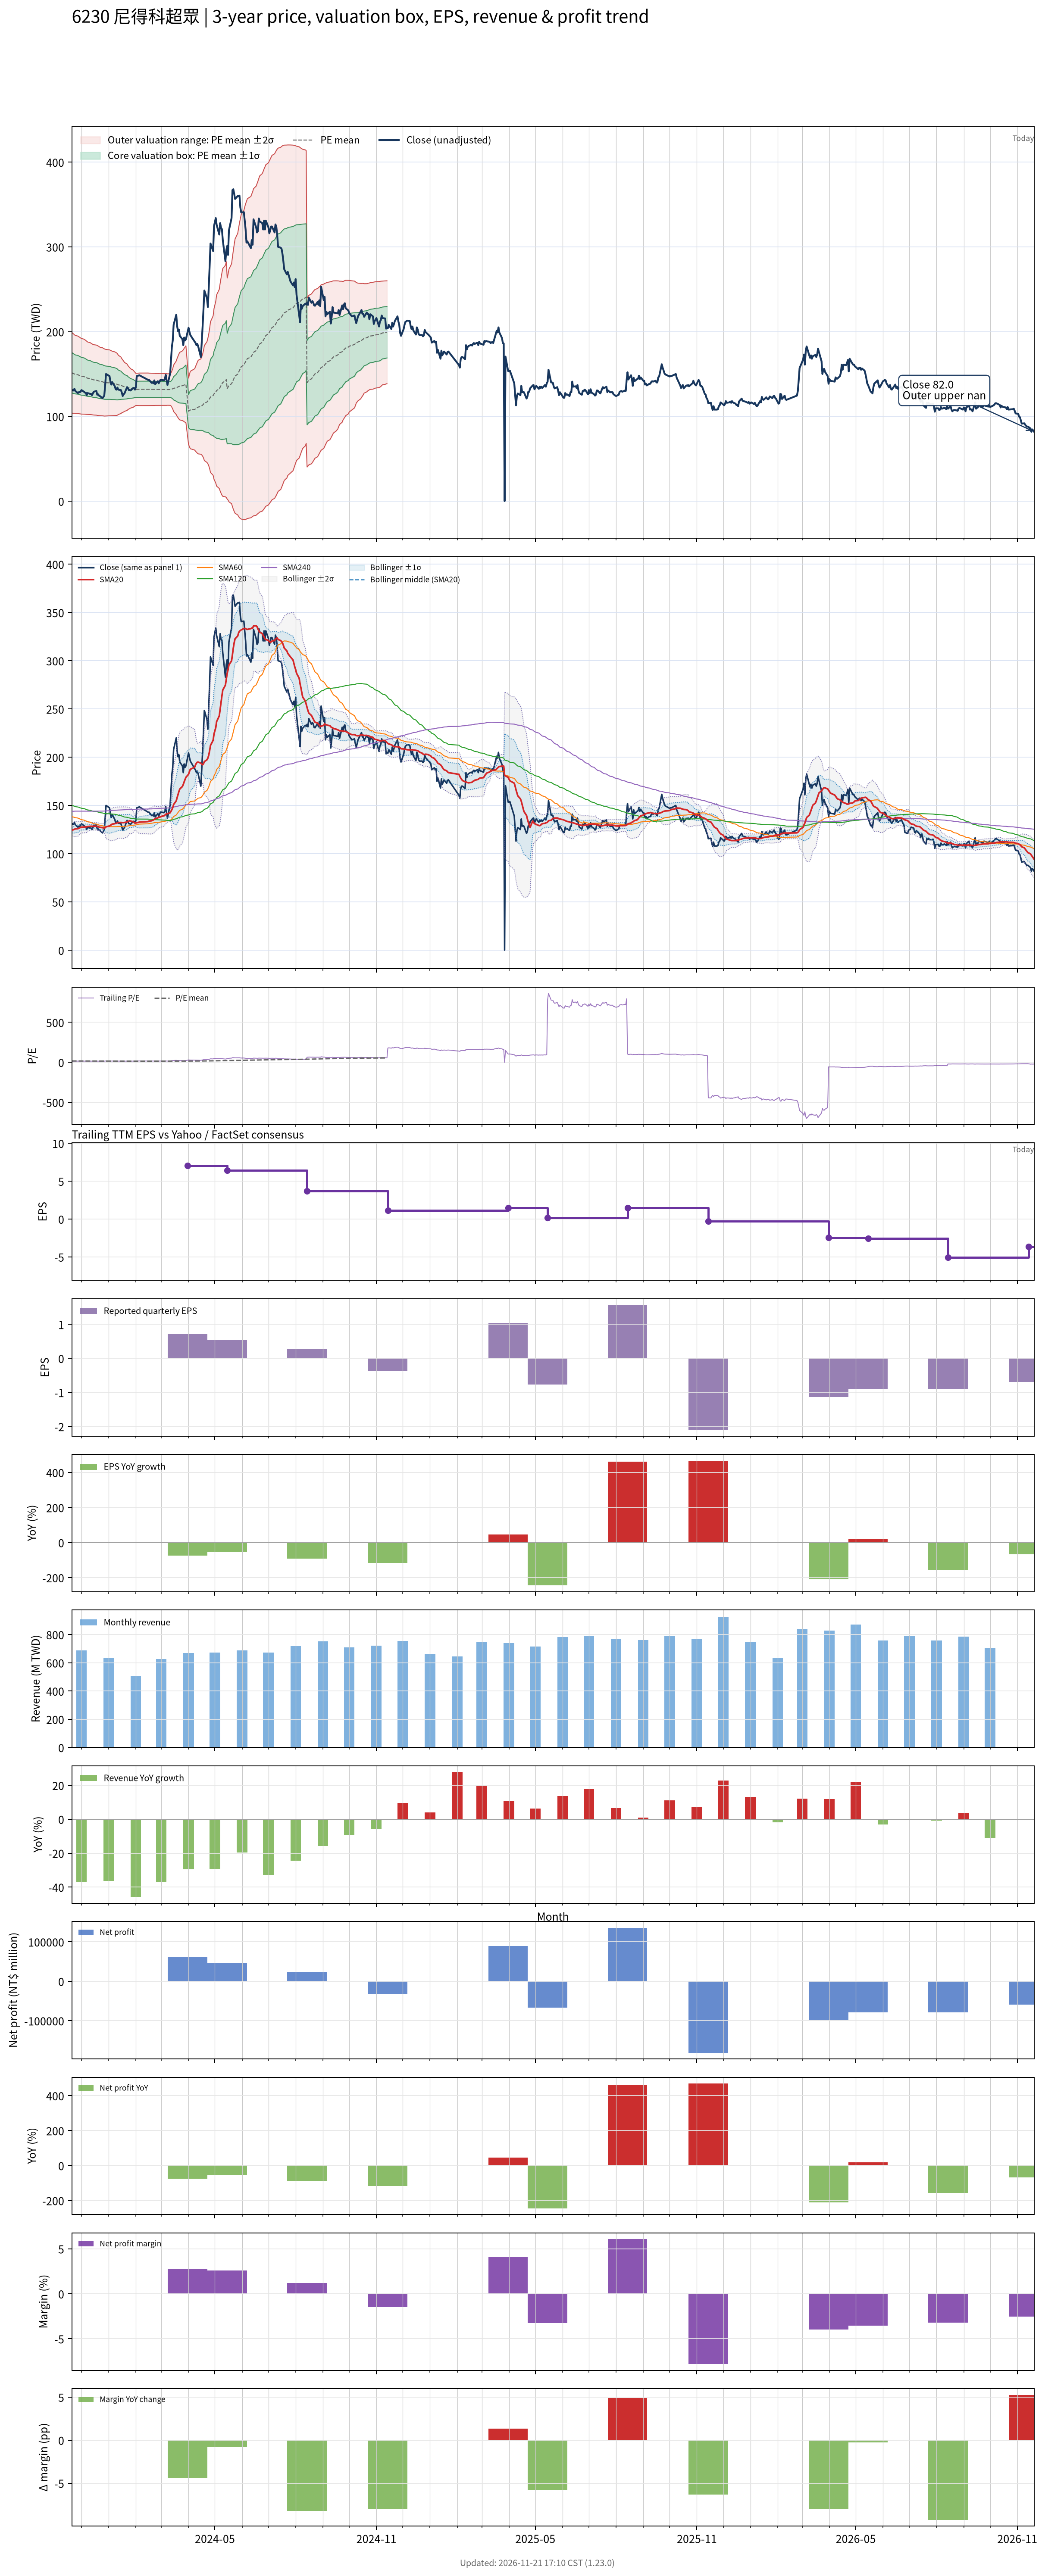 6230 尼得科超眾 | 3-year price, valuation box, EPS, revenue & profit trend
Outer valuation range: PE mean ±2σ
PE mean
Close (unadjusted)
Core valuation box: PE mean ±1σ
Today
Price (TWD)
400
300
200
100
0
Close 82.0
Outer upper nan
Close (same as panel 1)
SMA20
SMA60
SMA120
SMA240
Bollinger ±2σ
Bollinger ±1σ
Bollinger middle (SMA20)
Price
400
350
300
250
200
150
100
50
0
Trailing P/E
P/E mean
P/E
500
0
-500
Trailing TTM EPS vs Yahoo / FactSet consensus
Today
EPS
10
5
0
-5
Reported quarterly EPS
EPS
1
0
-1
-2
EPS YoY growth
YoY (%)
400
200
0
-200
Monthly revenue
Revenue (M TWD)
800
600
400
200
0
Revenue YoY growth
YoY (%)
20
0
-20
-40
Month
Net profit
Net profit (NT$ million)
100000
0
-100000
Net profit YoY
YoY (%)
400
200
0
-200
Net profit margin
Margin (%)
5
0
-5
Margin YoY change
Δ margin (pp)
5
0
-5
2024-05
2024-11
2025-05
2025-11
2026-05
2026-11
Updated: 2026-11-21 17:10 CST (1.23.0)